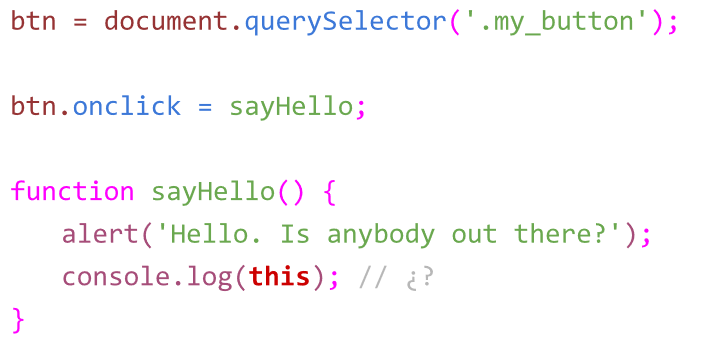 btn = document.querySelector('.my_button');
btn.onclick = sayHello;
function sayHello() {
alert('Hello. Is anybody out there?');
console.log(this); // ¿?
}